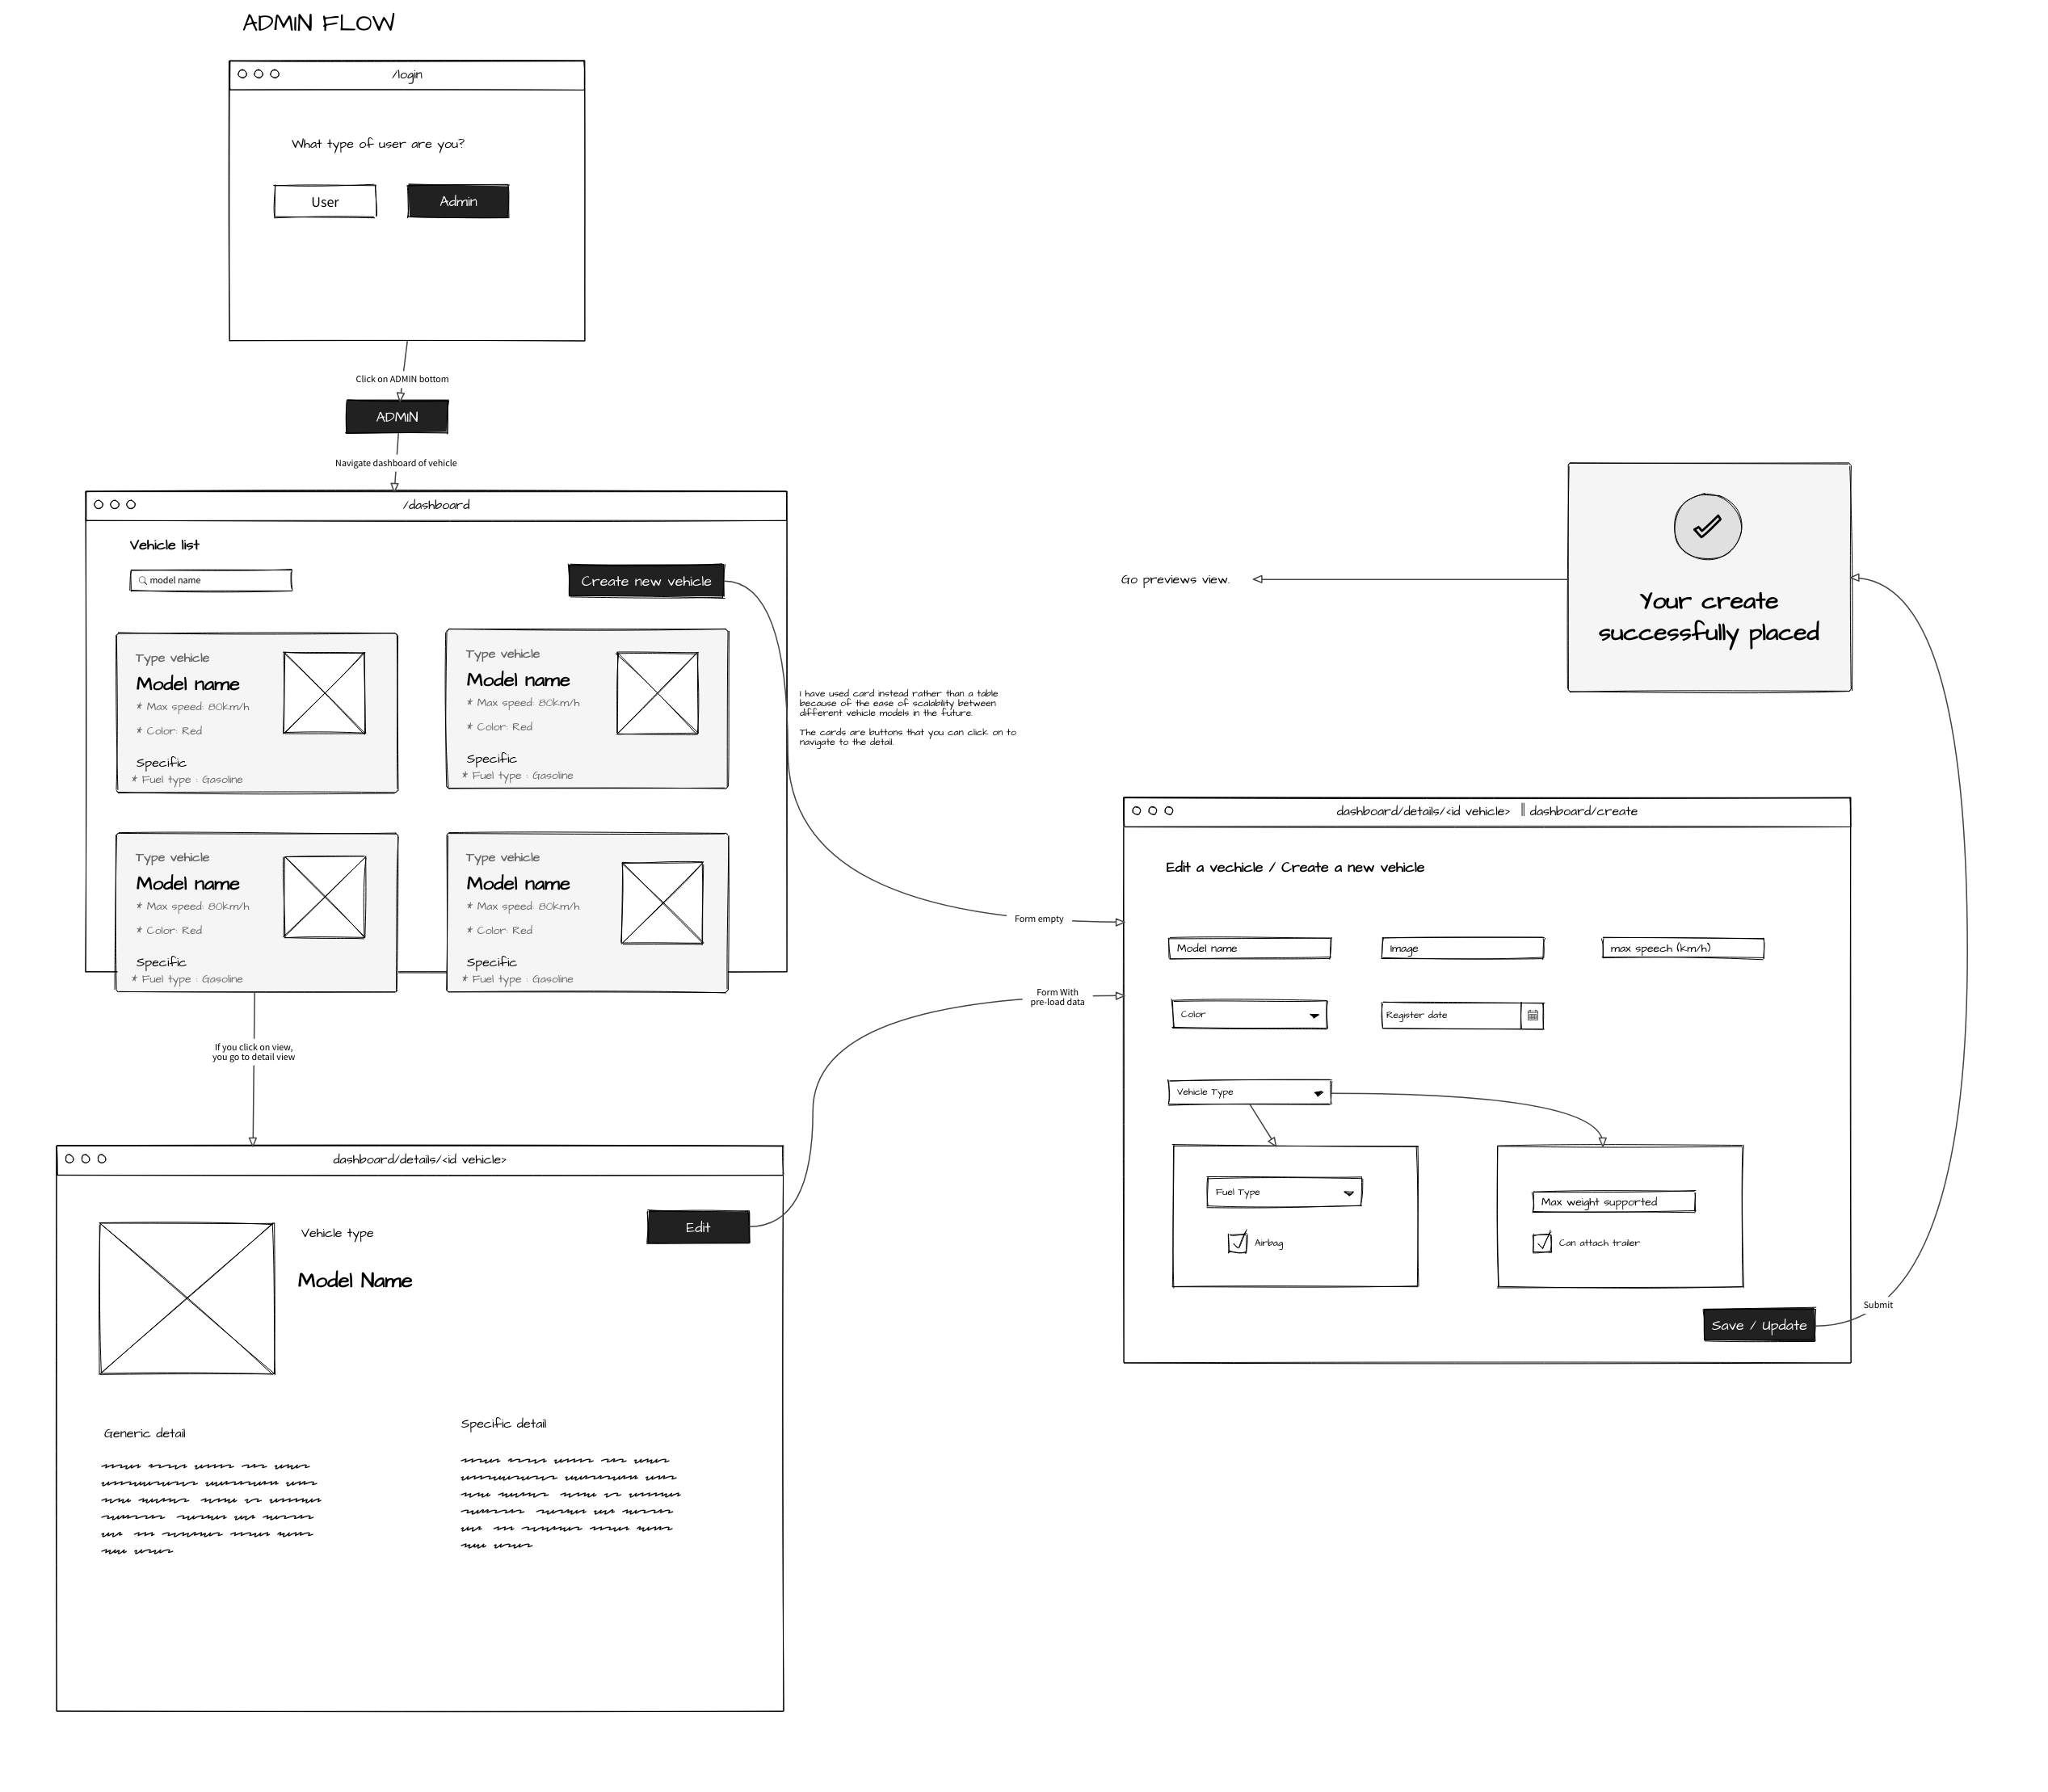 ADMIN FLOW
/login
What type of user are you?
User
Admin
Click on ADMIN bottom
ADMIN
Navigate dashboard of vehicle
/dashboard
Vehicle list
model name
Create new vehicle
Type vehicle
Model name
* Max speed: 80km/h
* Color: Red
Specific
* Fuel type : Gasoline
Type vehicle
Model name
* Max speed: 80km/h
* Color: Red
Specific
* Fuel type : Gasoline
Type vehicle
Model name
* Max speed: 80km/h
* Color: Red
Specific
* Fuel type : Gasoline
Type vehicle
Model name
* Max speed: 80km/h
* Color: Red
Specific
* Fuel type : Gasoline
I have used card instead rather than a table
because of the ease of scalability between
different vehicle models in the future.
The cards are buttons that you can click on to
navigate to the detail.
If you click on view,
you go to detail view
dashboard/details/<id vehicle>
Vehicle type
Model Name
Edit
Generic detail
Specific detail
Form empty
Form With
pre-load data
dashboard/details/<id vehicle> || dashboard/create
Edit a vechicle / Create a new vehicle
Model name
Image
max speech (km/h)
Color
Register date
Vehicle Type
Fuel Type
Airbag
Max weight supported
Can attach trailer
Save / Update
Submit
Your create
successfully placed
Go previews view.